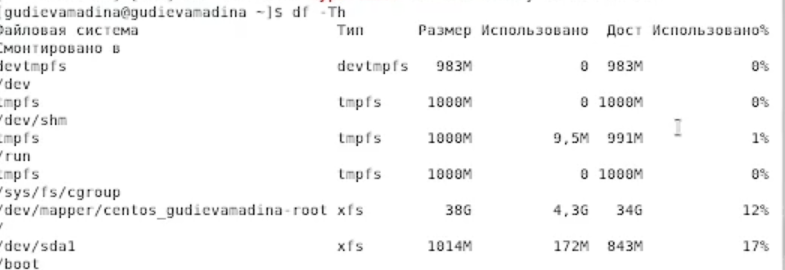 [gudievamadina@gudievamadina ~]$ df -Th
Файловая система Тип Размер Использовано Дост Использовано%
Смонтировано в
devtmpfs devtmpfs 983M 0 983M 0%
/dev
tmpfs tmpfs 1000M 0 1000M 0%
/dev/shm
tmpfs tmpfs 1000M 9,5M 991M 1%
/run
tmpfs tmpfs 1000M 0 1000M 0%
/sys/fs/cgroup
/dev/mapper/centos_gudievamadina-root xfs 38G 4,3G 34G 12%
/
/dev/sda1 xfs 1014M 172M 843M 17%
/boot